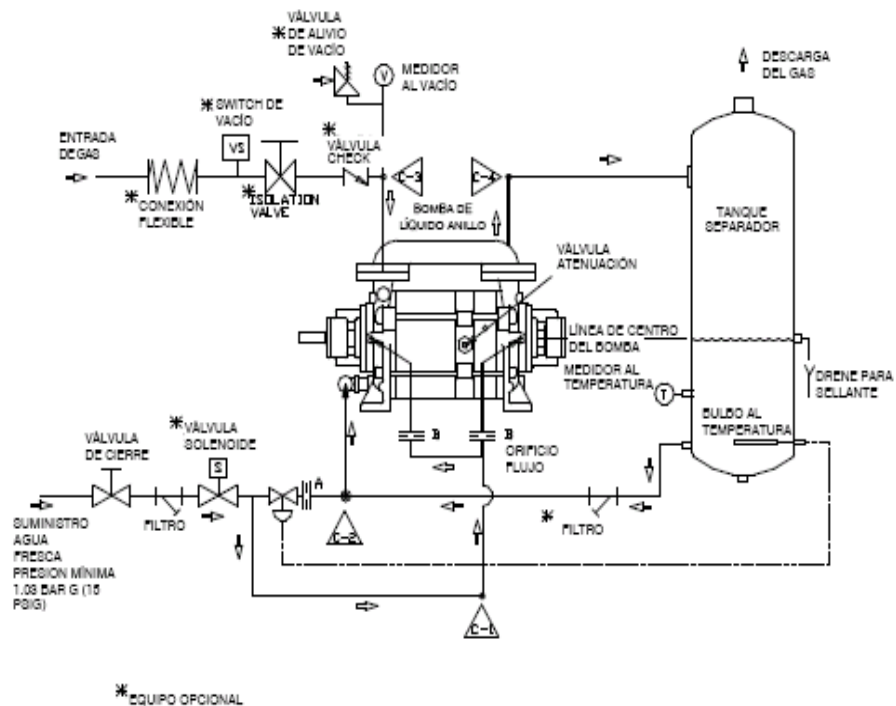 VÁLVULA
DE ALIVIO
DE VACÍO
V
MEDIDOR
AL VACÍO
DESCARGA
DEL GAS
SWITCH DE
VACÍO
VS
ENTRADA
DE GAS
VÁLVULA
CHECK
CONEXIÓN
FLEXIBLE
ISOLATION
VALVE
C-3
C-4
BOMBA DE
LÍQUIDO ANILLO
TANQUE
SEPARADOR
VÁLVULA
ATENUACIÓN
LÍNEA DE CENTRO
DEL BOMBA
MEDIDOR AL
TEMPERATURA
T
DRENE PARA
SELLANTE
BULBO AL
TEMPERATURA
VÁLVULA
DE CIERRE
VÁLVULA
SOLENOIDE
S
B
B
ORIFICIO
FLUJO
A
FILTRO
FILTRO
SUMINISTRO
AGUA
FRESCA
PRESION MÍNIMA
1.03 BAR G (15
PSIG)
C-2
C-1
* EQUIPO OPCIONAL